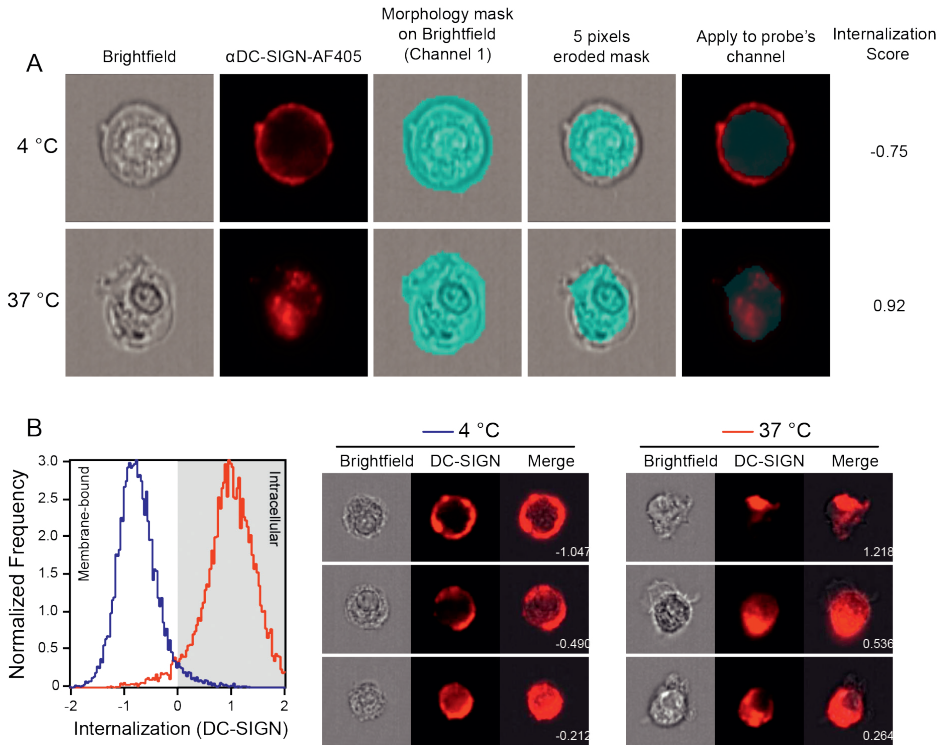 A
Brightfield
αDC-SIGN-AF405
Morphology mask
on Brightfield
(Channel 1)
5 pixels
eroded mask
Apply to probe's
channel
Internalization
Score
4 °C
-0.75
37 °C
0.92
B
Normalized Frequency
3.0
2.5
2.0
1.5
1.0
0.5
0
Membrane-bound
Intracellular
-2
-1
0
1
2
Internalization (DC-SIGN)
4 °C
Brightfield
DC-SIGN
Merge
-1.047
-0.490
-0.212
37 °C
Brightfield
DC-SIGN
Merge
1.218
0.536
0.264